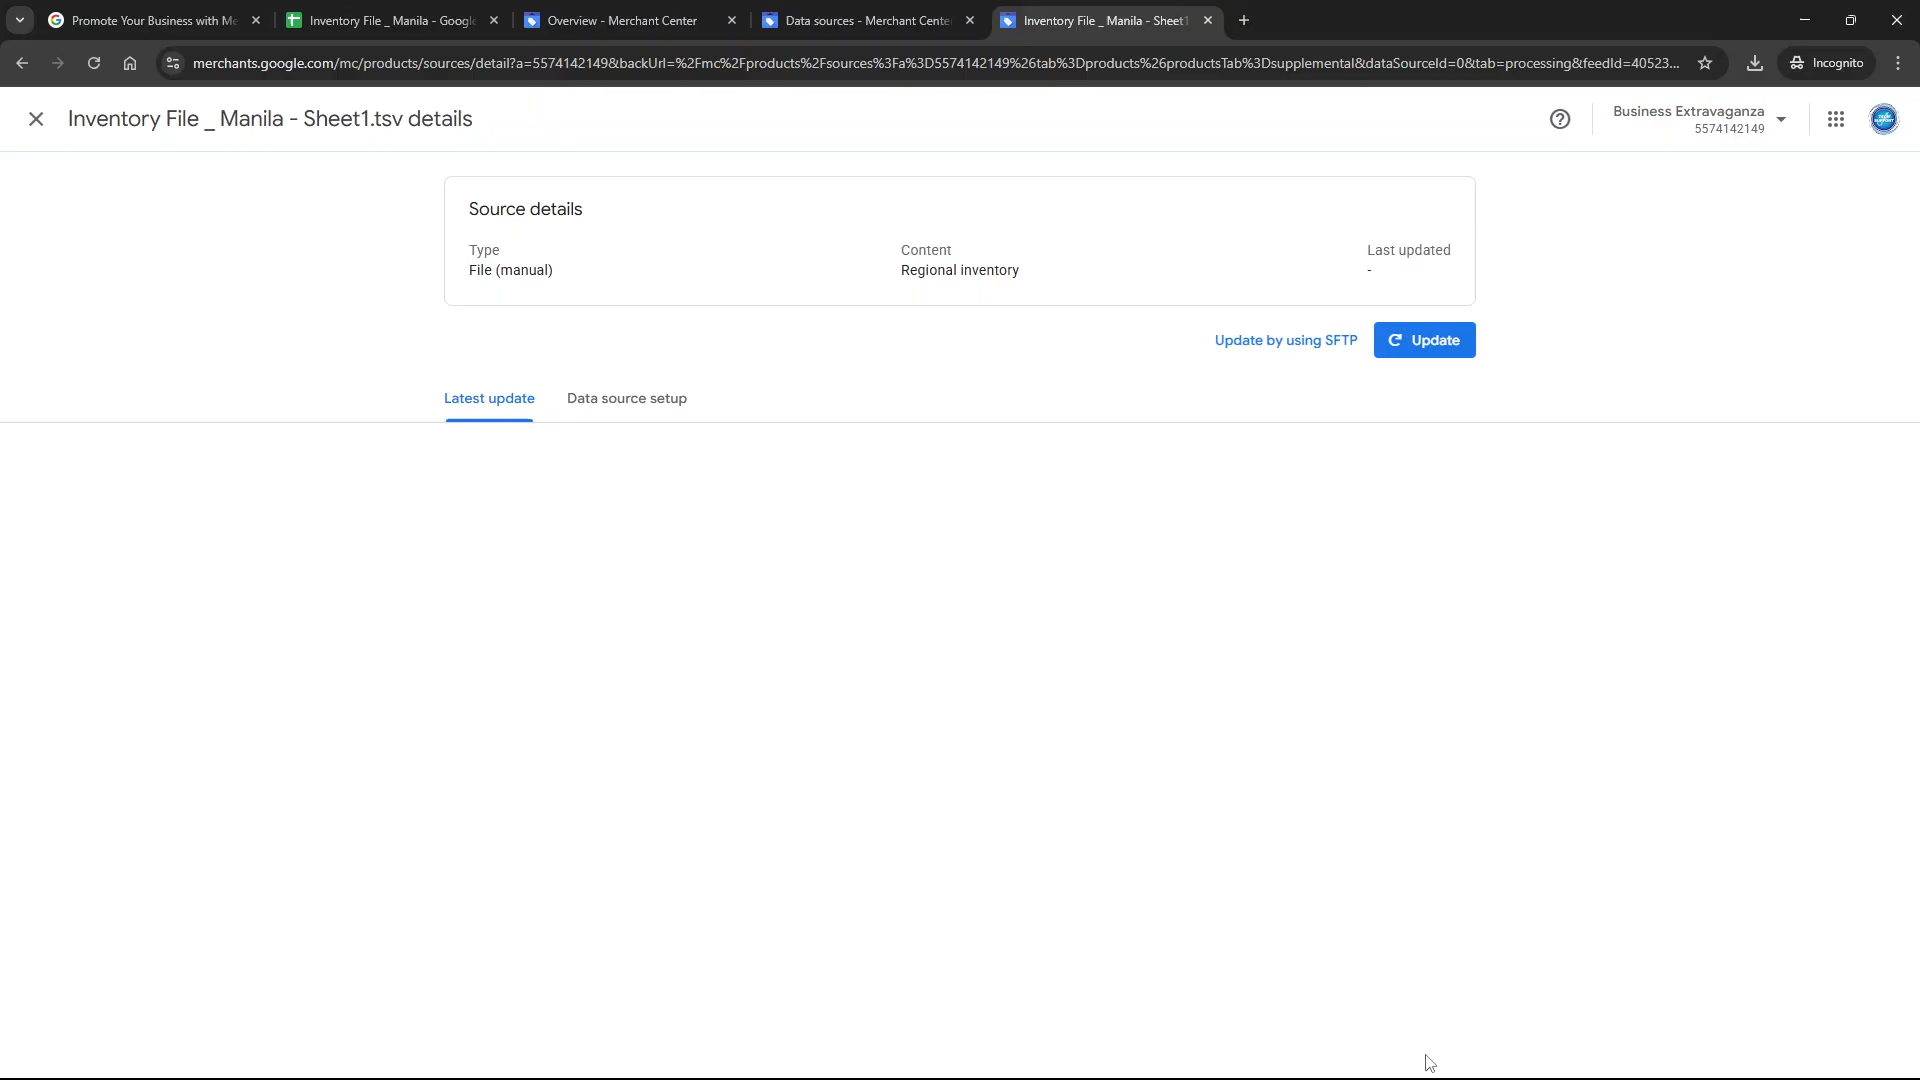 Promote Your Business with Me
Inventory File _ Manila - Google
Overview - Merchant Center
Data sources - Merchant Cente
Inventory File _ Manila - Sheet1
merchants.google.com/mc/products/sources/detail?a=5574142149&backUrl=%2Fmc%2Fproducts%2Fsources%3Fa%3D5574142149%26tab%3Dproducts%26productsTab%3Dsupplemental&dataSourceId=0&tab=processing&feedId=40523...
Incognito
Inventory File _ Manila - Sheet1.tsv details
Business Extravaganza
5574142149
Source details
Type
File (manual)
Content
Regional inventory
Last updated
-
Update by using SFTP
Update
Latest update
Data source setup